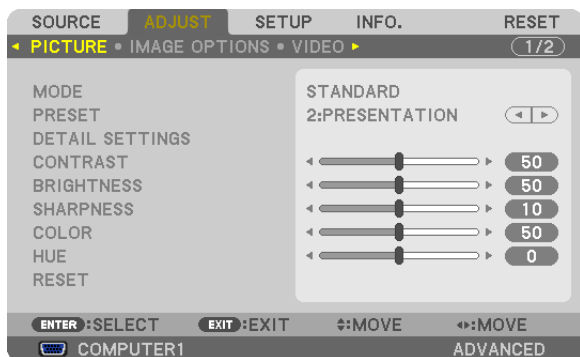 SOURCE ADJUST SETUP INFO. RESET
PICTURE • IMAGE OPTIONS • VIDEO 1/2
MODE STANDARD
PRESET 2:PRESENTATION
DETAIL SETTINGS
CONTRAST 50
BRIGHTNESS 50
SHARPNESS 10
COLOR 50
HUE 0
RESET
ENTER :SELECT EXIT :EXIT :MOVE :MOVE
COMPUTER1 ADVANCED